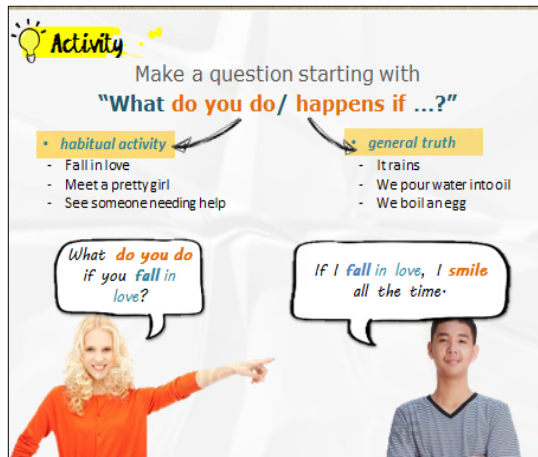 Activity
Make a question starting with
“What do you do/ happens if ...?”
• habitual activity
- Fall in love
- Meet a pretty girl
- See someone needing help
• general truth
- It rains
- We pour water into oil
- We boil an egg
What do you do
if you fall in
love?
If I fall in love, I smile
all the time.